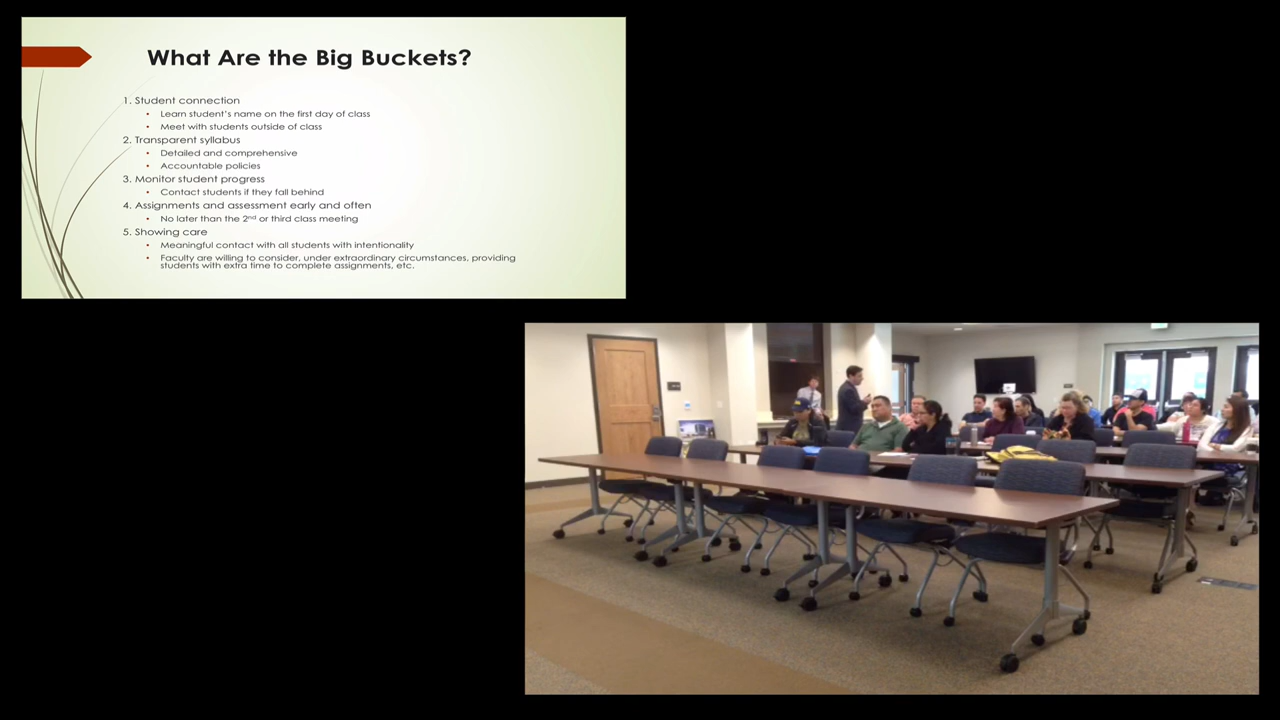 What Are the Big Buckets?
1. Student connection
• Learn student's name on the first day of class
• Meet with students outside of class
2. Transparent syllabus
• Detailed and comprehensive
• Accountable policies
3. Monitor student progress
• Contact students if they fall behind
4. Assignments and assessment early and often
• No later than the 2nd or third class meeting
5. Showing care
• Meaningful contact with all students with intentionality
• Faculty are willing to consider, under extraordinary circumstances, providing
students with extra time to complete assignments, etc.